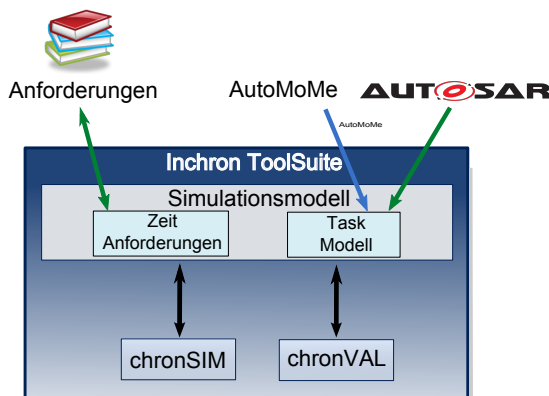 Anforderungen
AutoMoMe
AUTOSAR
AutoMoMe
Inchron ToolSuite
Simulationsmodell
Zeit
Anforderungen
Task
Modell
chronSIM
chronVAL